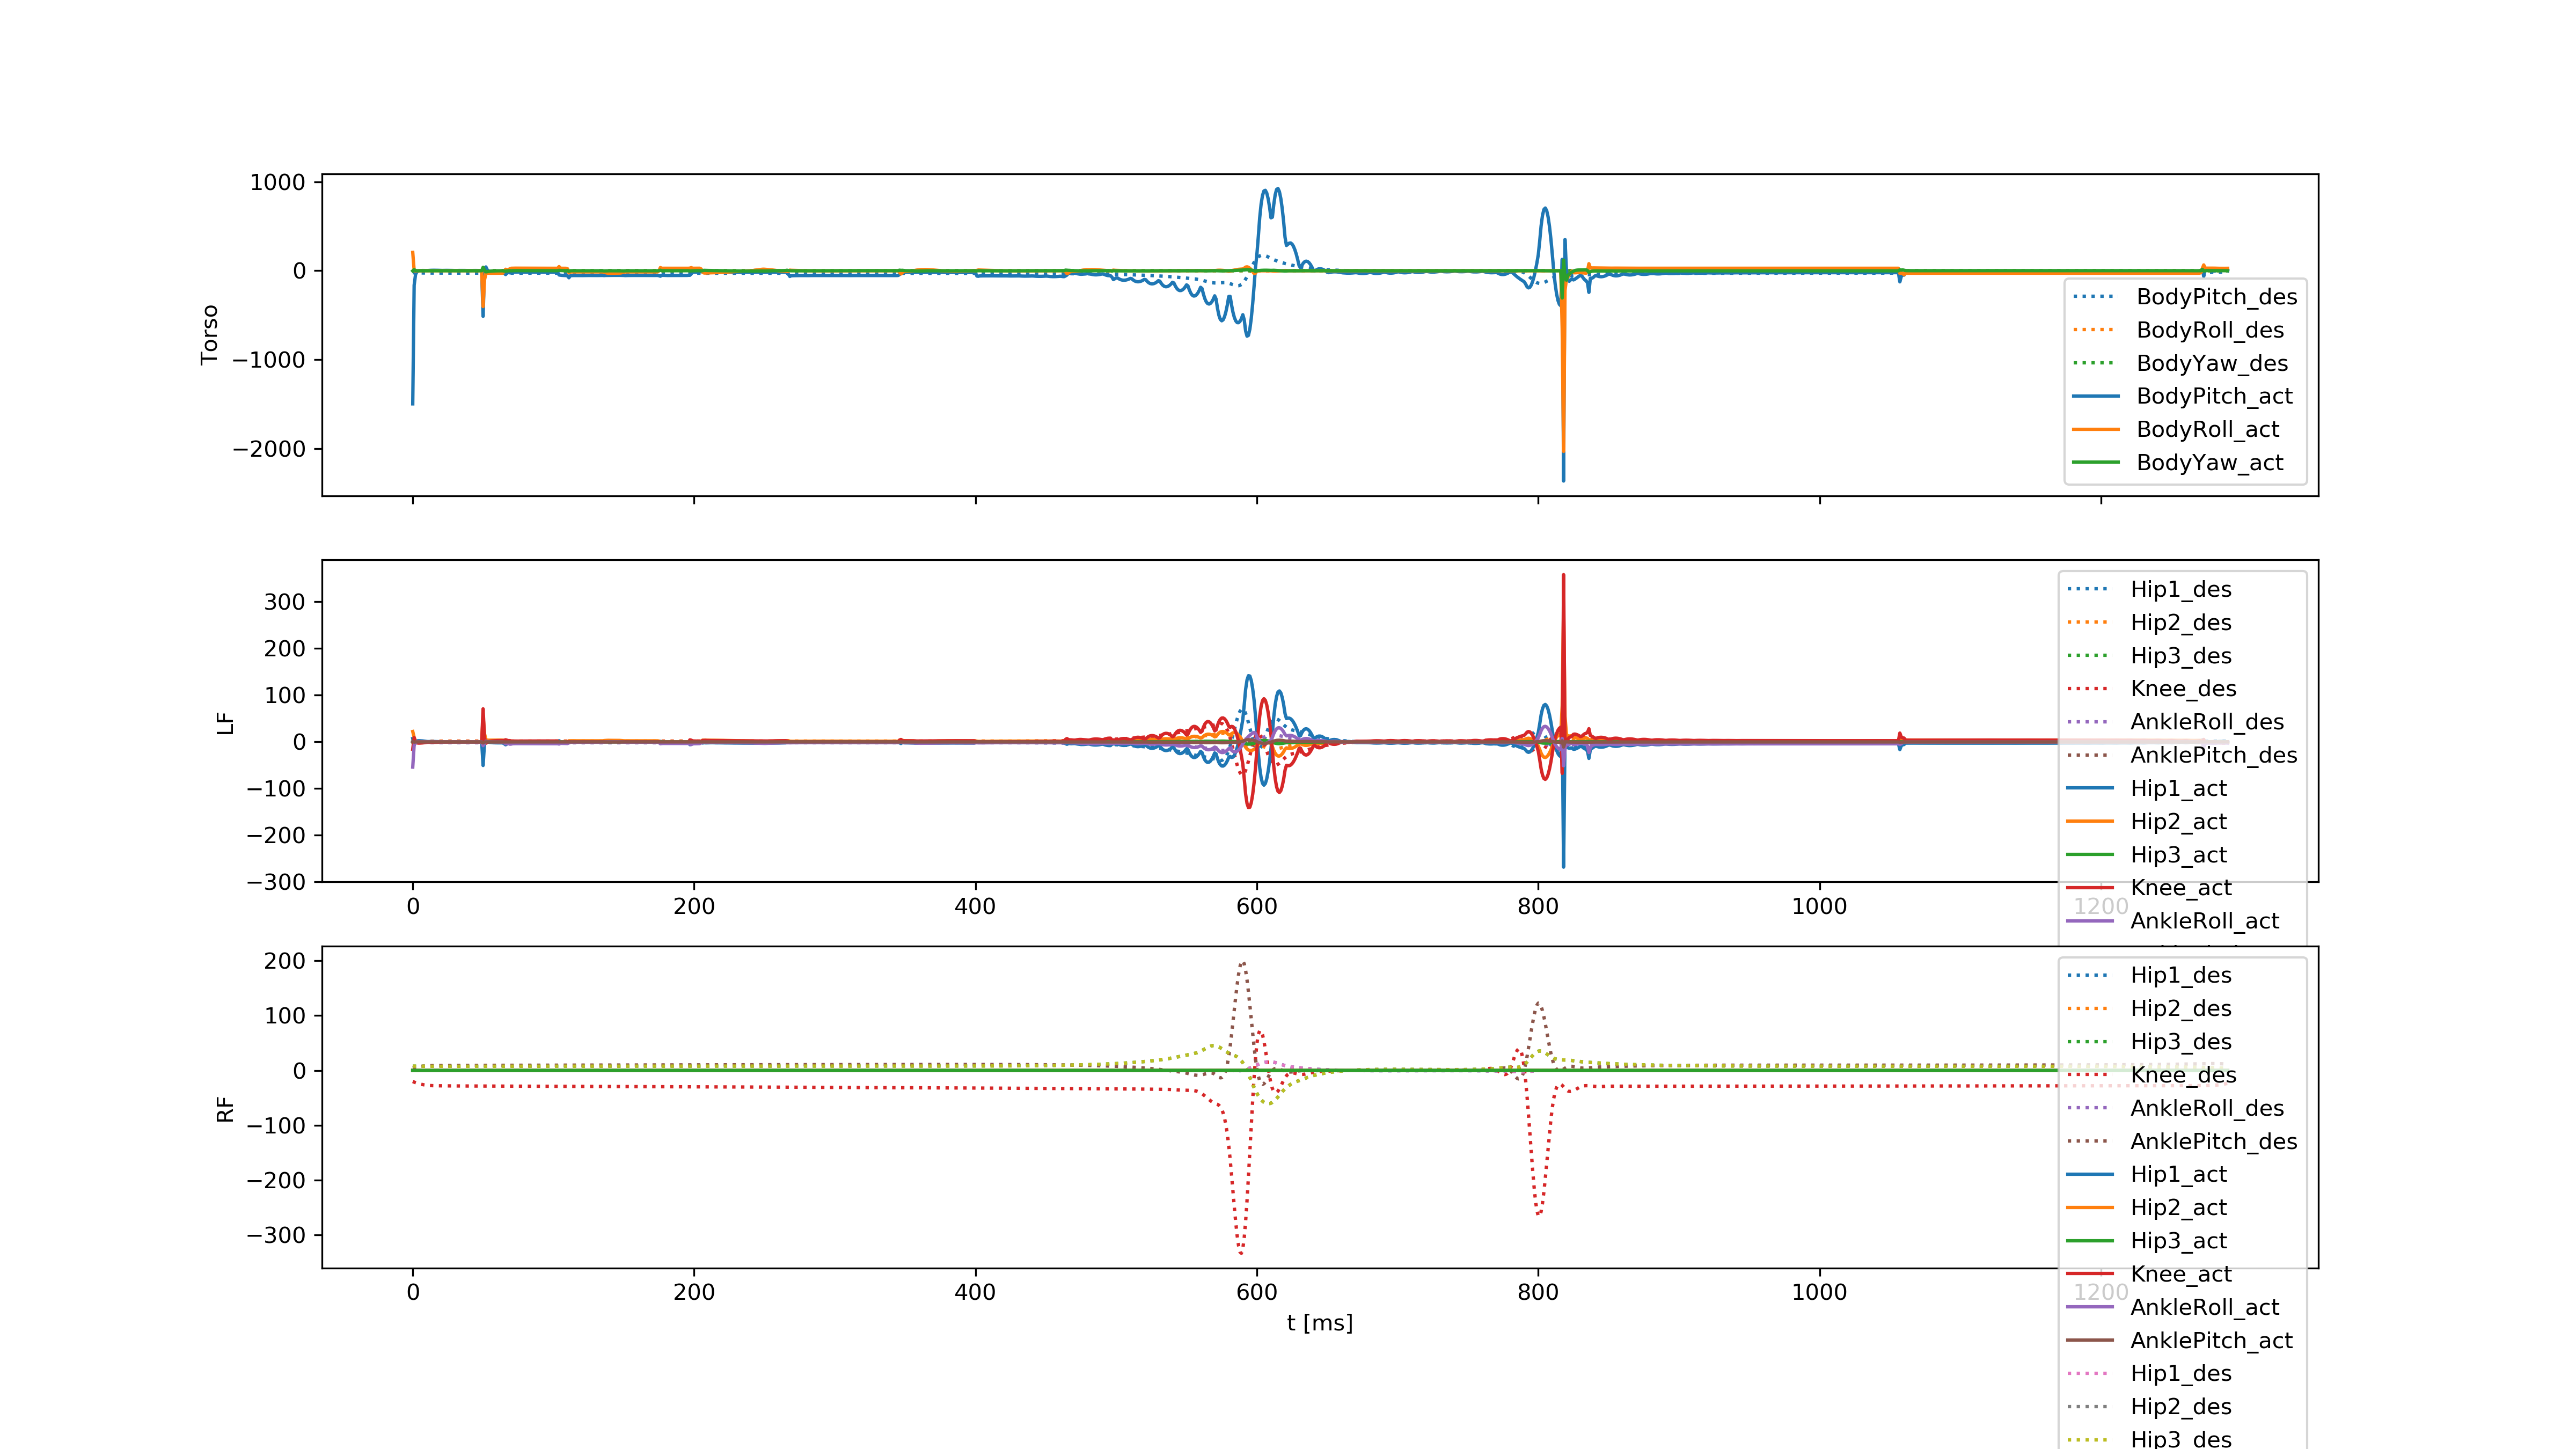 1000
0
−1000
−2000
Torso
BodyPitch_des
BodyRoll_des
BodyYaw_des
BodyPitch_act
BodyRoll_act
BodyYaw_act
300
200
100
0
−100
−200
−300
LF
0 200 400 600 800 1000 1200
Hip1_des
Hip2_des
Hip3_des
Knee_des
AnkleRoll_des
AnklePitch_des
Hip1_act
Hip2_act
Hip3_act
Knee_act
AnkleRoll_act
200
100
0
−100
−200
−300
RF
0 200 400 600 800 1000 1200
t [ms]
Hip1_des
Hip2_des
Hip3_des
Knee_des
AnkleRoll_des
AnklePitch_des
Hip1_act
Hip2_act
Hip3_act
Knee_act
AnkleRoll_act
AnklePitch_act
Hip1_des
Hip2_des
Hip3_des